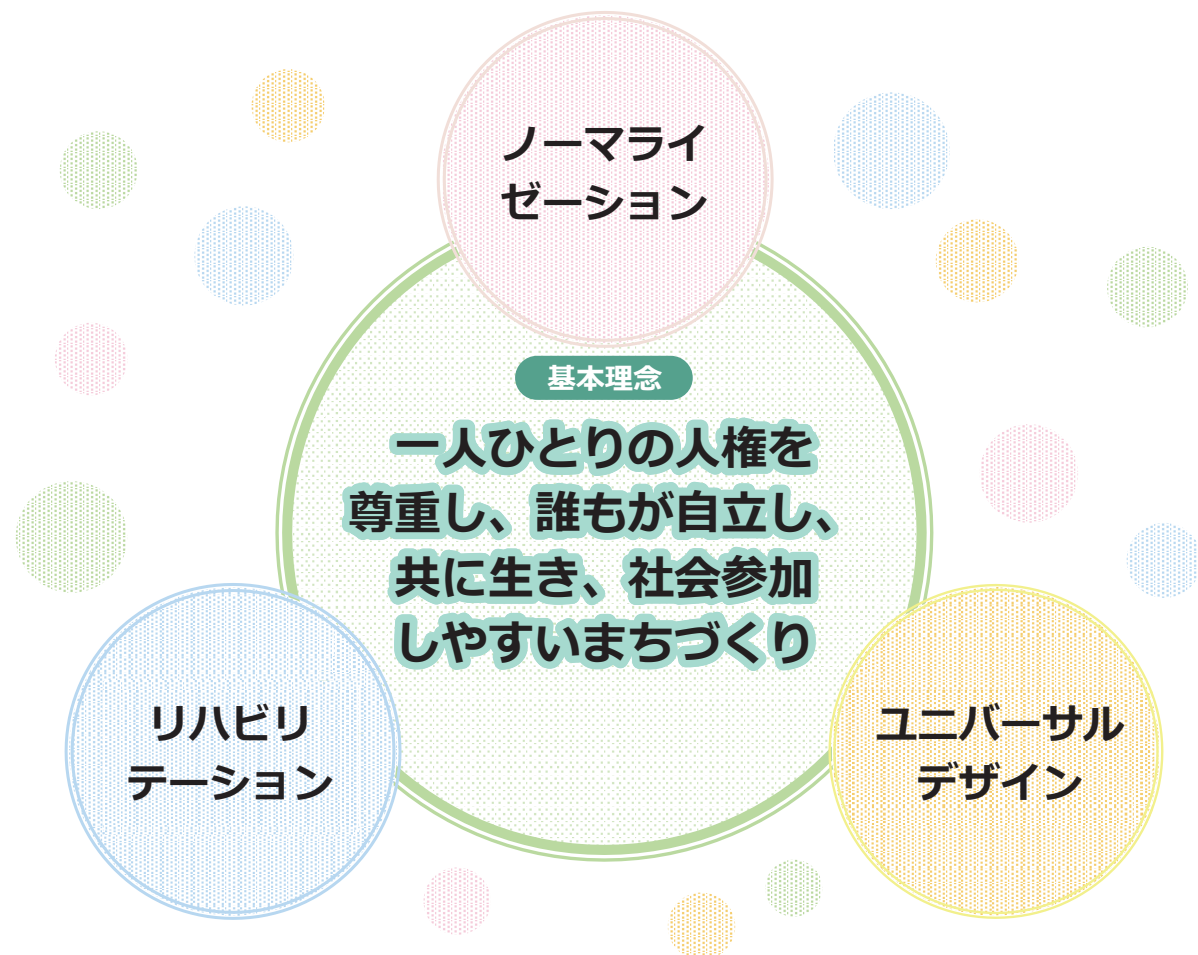 ノーマライ
ゼーション
基本理念
一人ひとりの人権を
尊重し、誰もが自立し、
共に生き、社会参加
しやすいまちづくり
リハビリ
テーション
ユニバーサル
デザイン